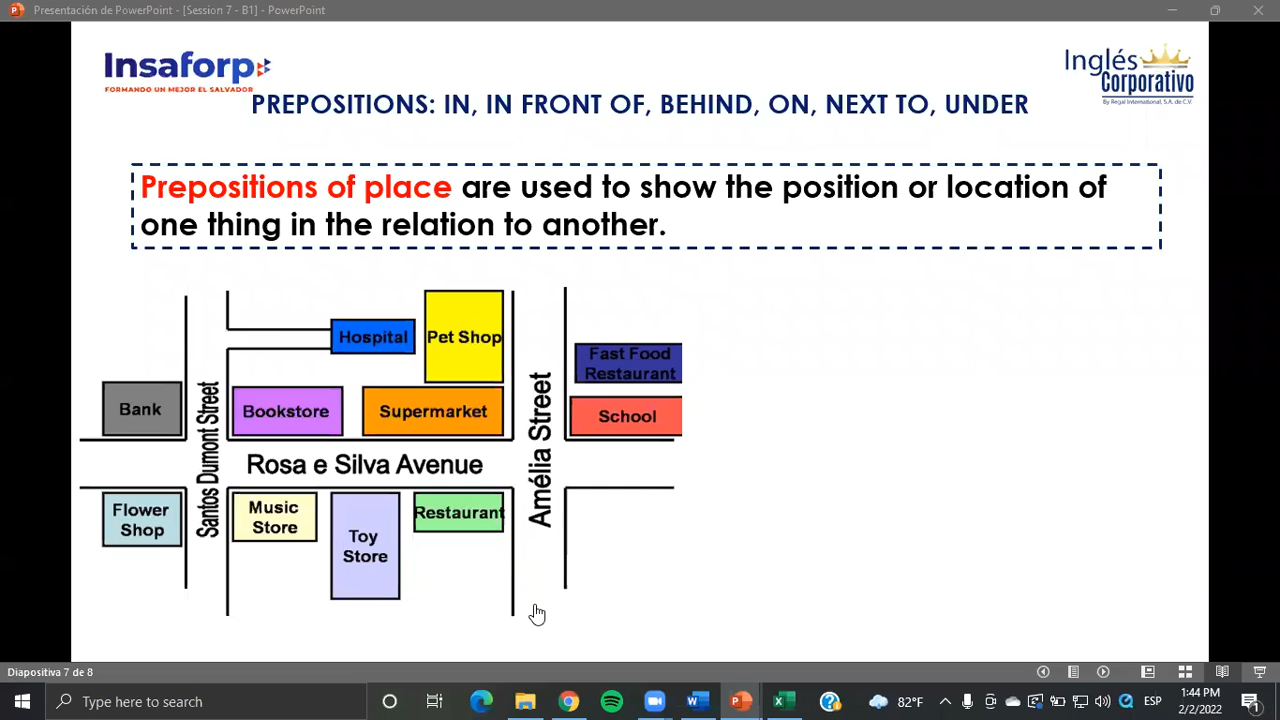 Presentación de PowerPoint - [Session 7 - B1] - PowerPoint
Insaforp
FORMANDO UN MEJOR EL SALVADOR
Inglés
Corporativo
By Regal International, S.A. de C.V.
PREPOSITIONS: IN, IN FRONT OF, BEHIND, ON, NEXT TO, UNDER
Prepositions of place are used to show the position or location of
one thing in the relation to another.
Hospital
Pet Shop
Fast Food
Restaurant
Bank
Santos Dumont Street
Bookstore
Supermarket
Amélia Street
School
Rosa e Silva Avenue
Flower
Shop
Music
Store
Toy
Store
Restaurant
Diapositiva 7 de 8
Type here to search
82°F
ESP
1:44 PM
2/2/2022
1